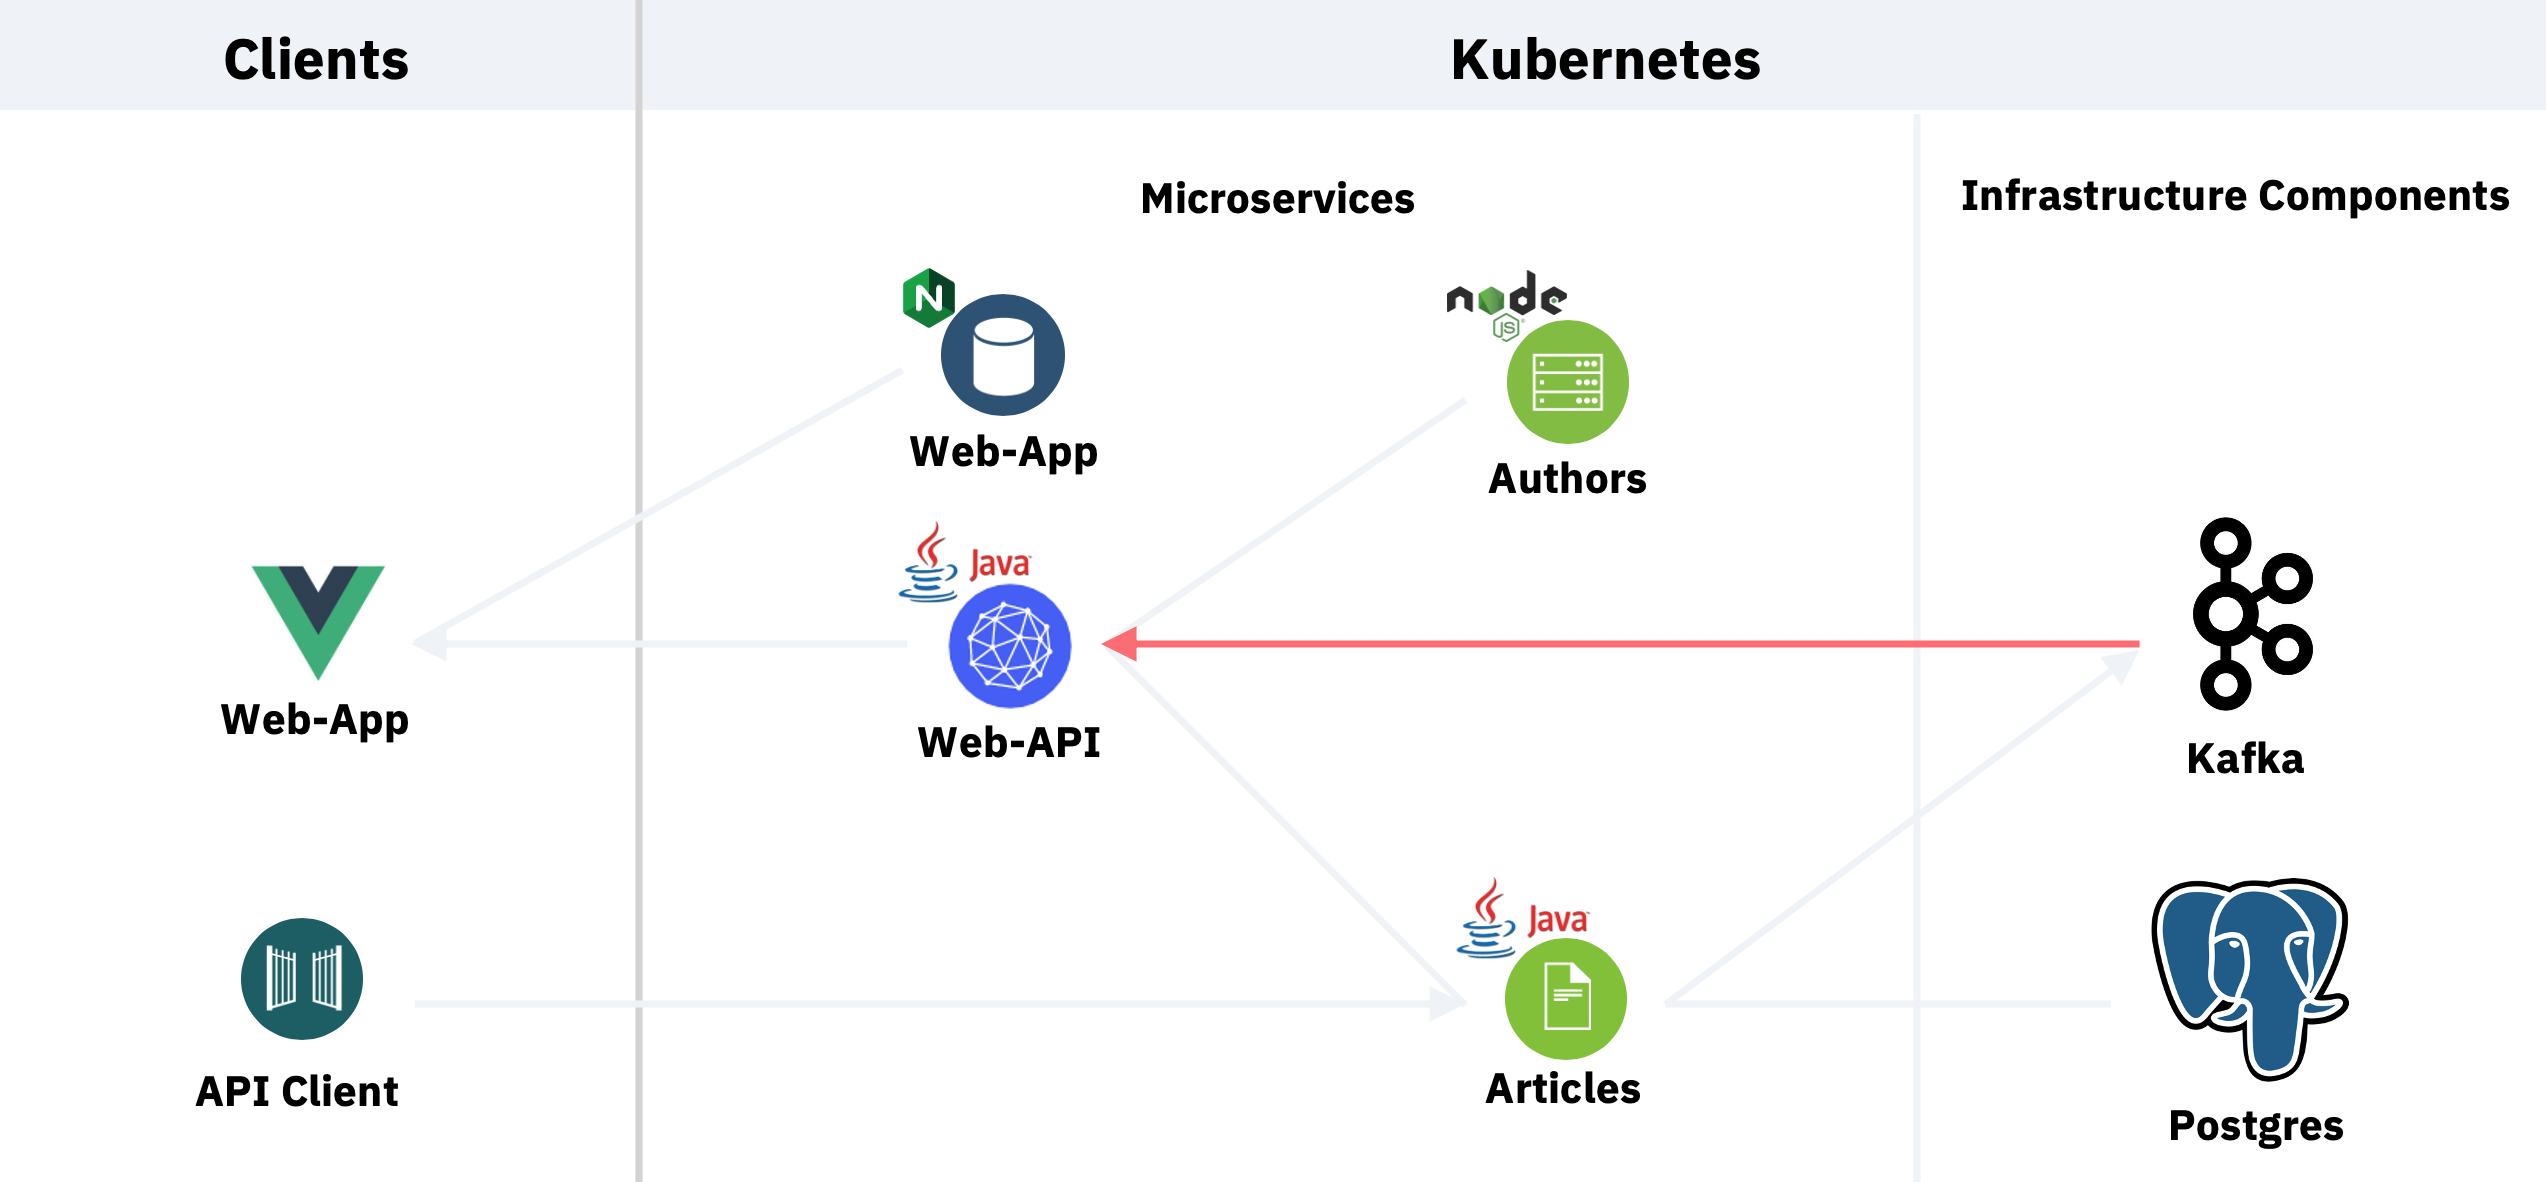 Clients
Kubernetes
Microservices
Infrastructure Components
N
node
JS
Web-App
Authors
Java
Web-App
Web-API
Kafka
Java
API Client
Articles
Postgres